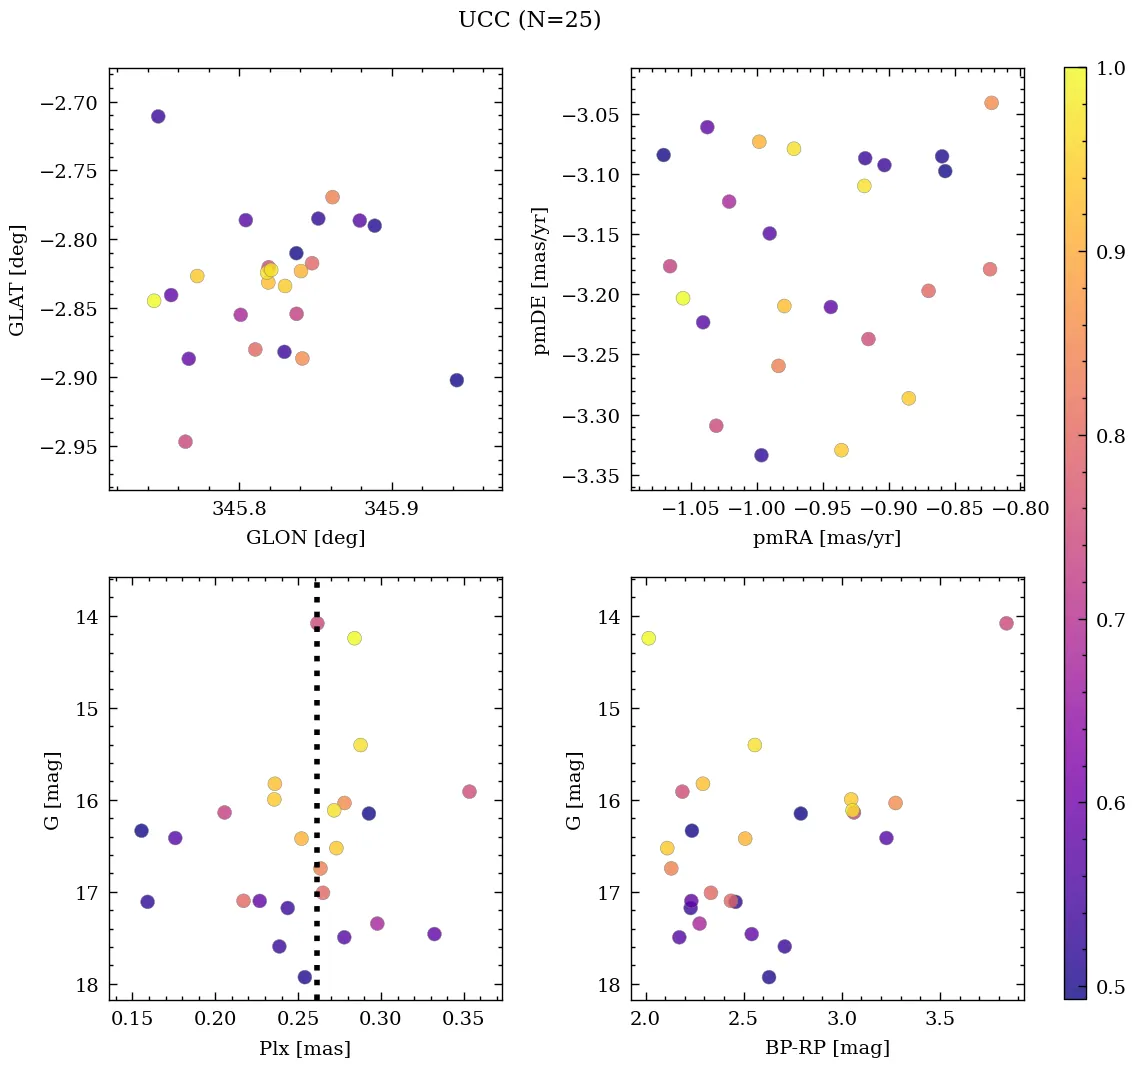 UCC (N=25)
−2.70
−2.75
−2.80
−2.85
−2.90
−2.95
345.8 345.9
GLON [deg]
GLAT [deg]
−3.05
−3.10
−3.15
−3.20
−3.25
−3.30
−3.35
−1.05 −1.00 −0.95 −0.90 −0.85 −0.80
pmRA [mas/yr]
pmDE [mas/yr]
14
15
16
17
18
0.15 0.20 0.25 0.30 0.35
Plx [mas]
G [mag]
14
15
16
17
18
2.0 2.5 3.0 3.5
BP-RP [mag]
G [mag]
1.0
0.9
0.8
0.7
0.6
0.5